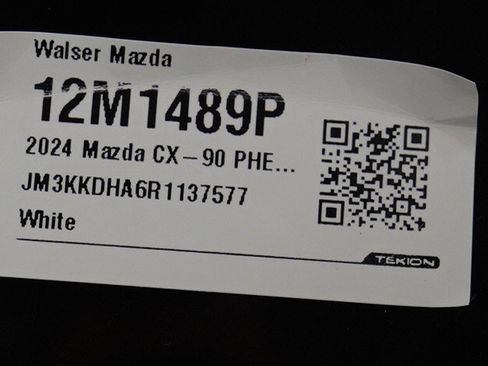 Walser Mazda
12M1489P
2024 Mazda CX-90 PHE...
JM3KKDHA6R1137577
White
TEKION